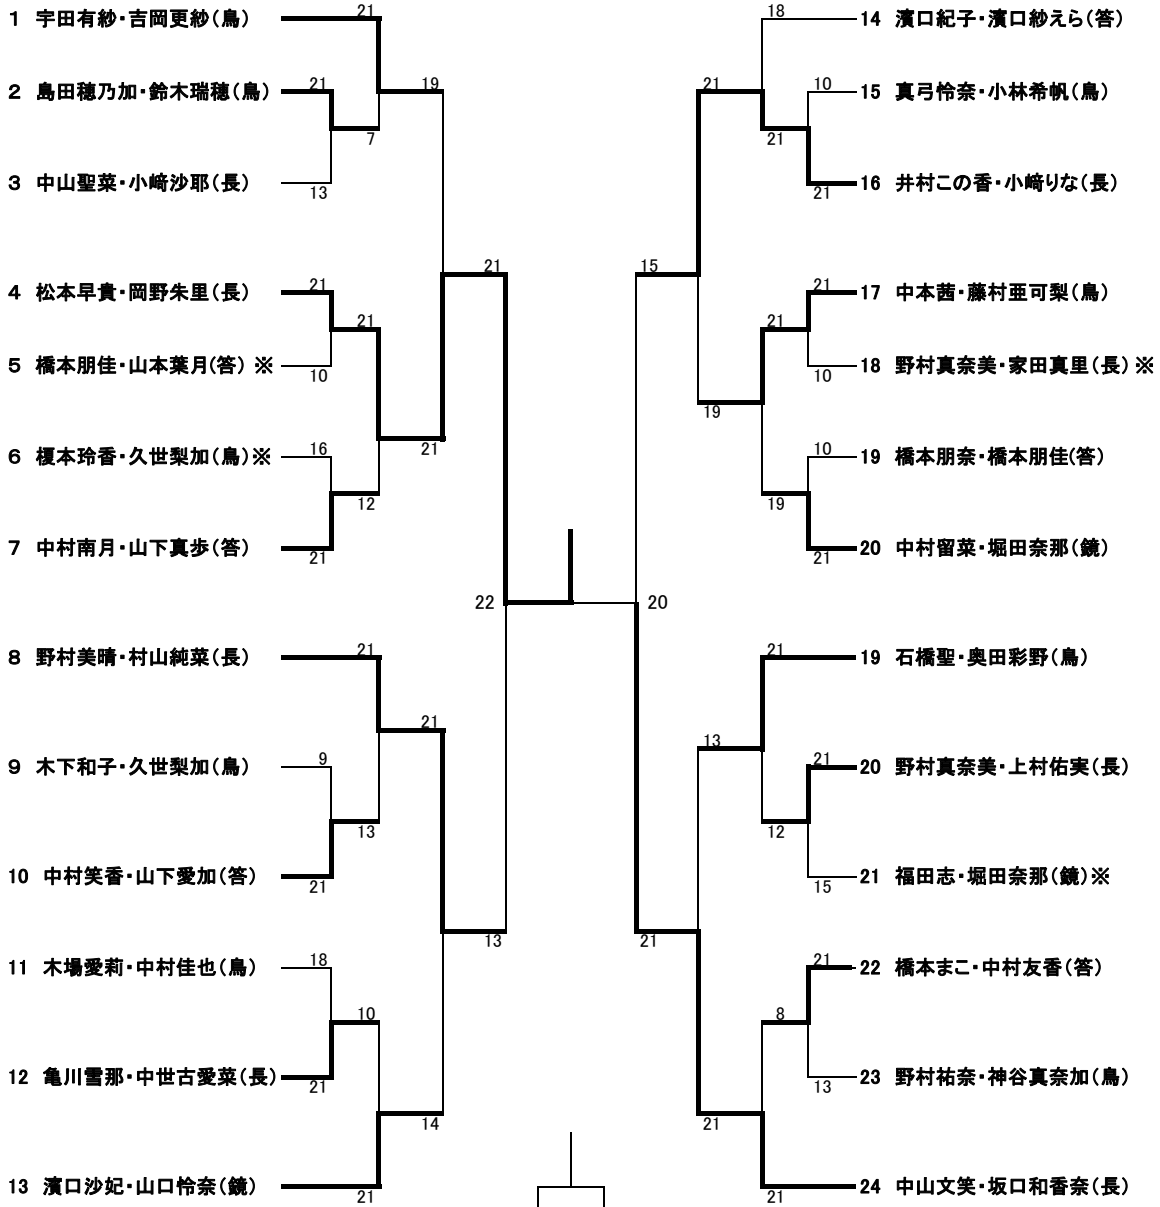 21
1 宇田有紗・吉岡更紗(鳥)
21
19
2 島田穂乃加・鈴木瑞穂(鳥)
7
3 中山聖菜・小﨑沙耶(長)
13
21
21
4 松本早貴・岡野朱里(長)
21
5 橋本朋佳・山本葉月(答) ※
10
16
21
6 榎本玲香・久世梨加(鳥)※
12
7 中村南月・山下真歩(答)
21
22
21
8 野村美晴・村山純菜(長)
21
9
9 木下和子・久世梨加(鳥)
13
10 中村笑香・山下愛加(答)
21
13
18
11 木場愛莉・中村佳也(鳥)
10
12 亀川雪那・中世古愛菜(長)
21
14
13 濱口沙妃・山口怜奈(鏡)
21
18
14 濱口紀子・濱口紗えら(答)
21
10
15 真弓怜奈・小林希帆(鳥)
21
16 井村この香・小﨑りな(長)
21
15
21
17 中本茜・藤村亜可梨(鳥)
21
18 野村真奈美・家田真里(長)※
10
19
10
19 橋本朋奈・橋本朋佳(答)
19
20 中村留菜・堀田奈那(鏡)
21
20
21
19 石橋聖・奥田彩野(鳥)
13
21
20 野村真奈美・上村佑実(長)
12
21 福田志・堀田奈那(鏡)※
15
21
21
22 橋本まこ・中村友香(答)
8
23 野村祐奈・神谷真奈加(鳥)
13
21
24 中山文笑・坂口和香奈(長)
21